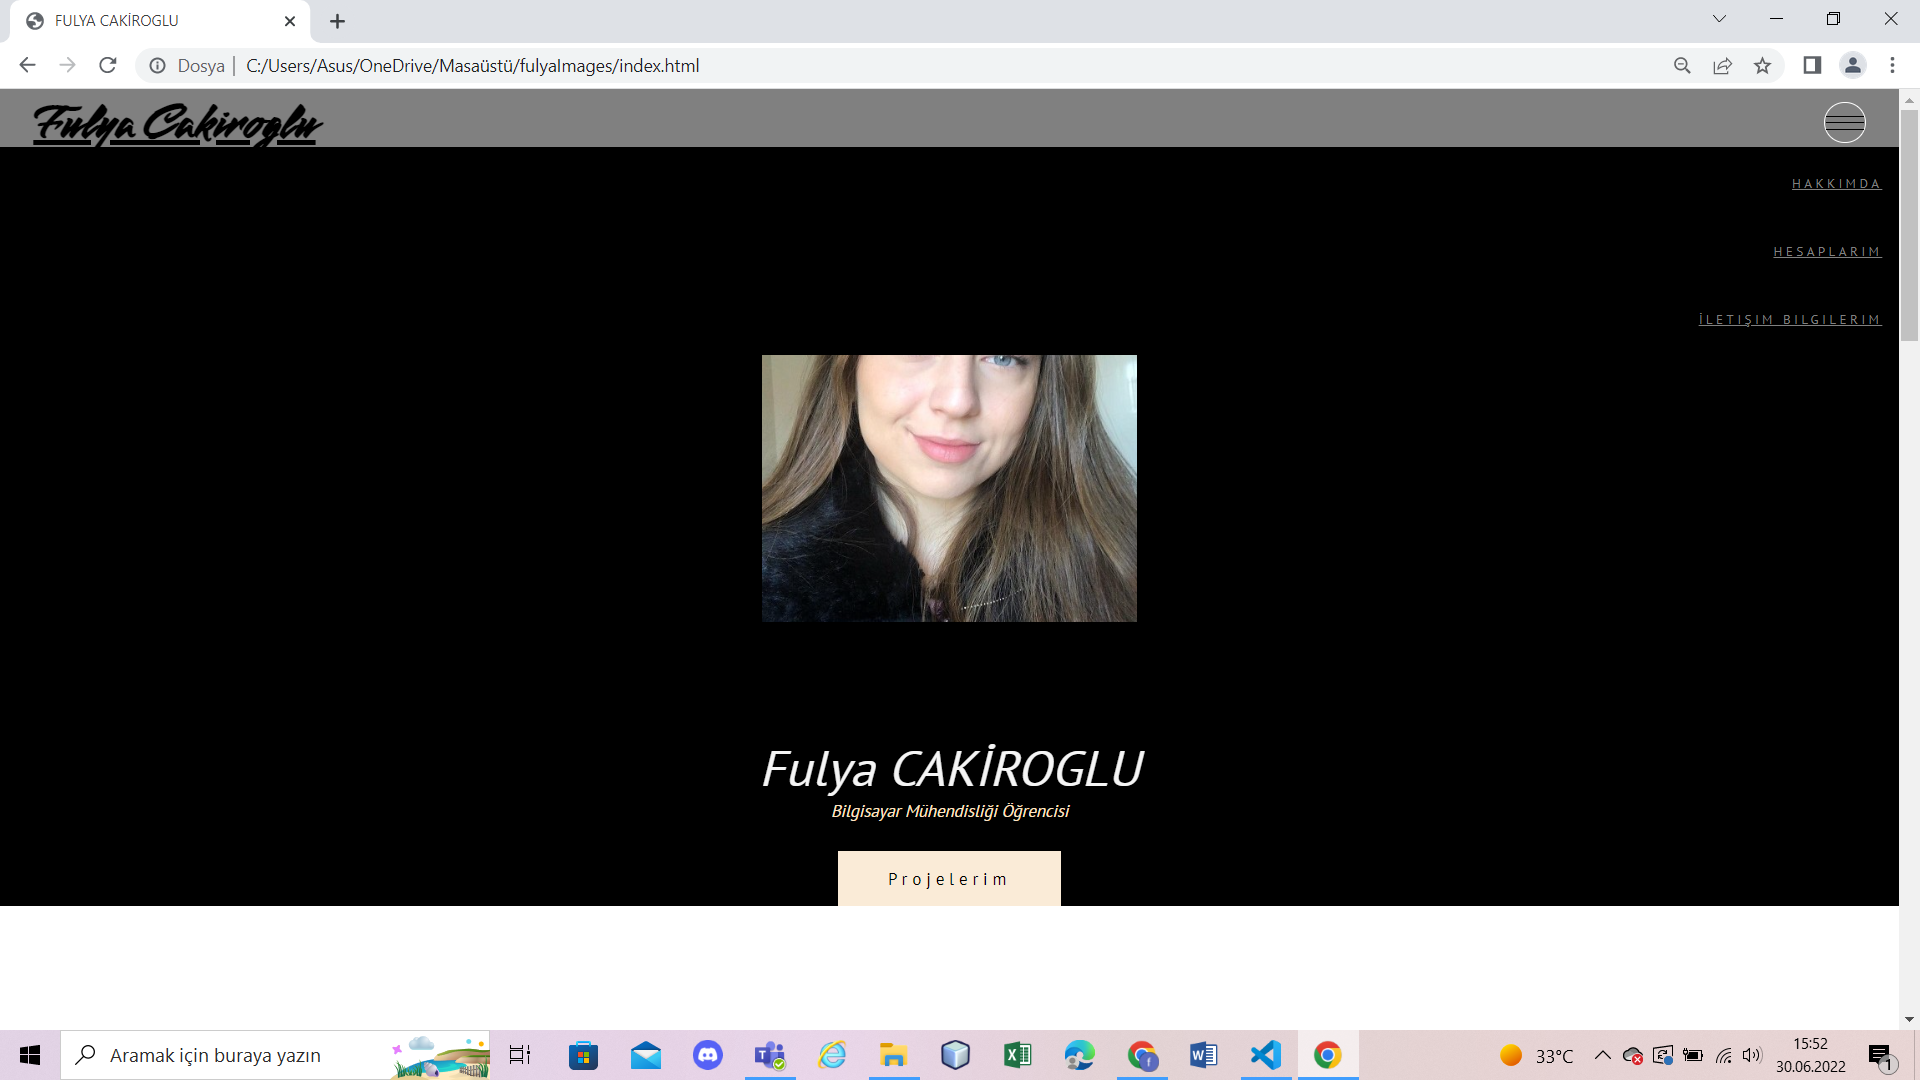 FULYA CAKİROGLU
Dosya | C:/Users/Asus/OneDrive/Masaüstü/fulyaImages/index.html
Fulya Cakiroglu
HAKKIMDA
HESAPLARIM
İLETIŞIM BILGILERIM
Fulya CAKİROGLU
Bilgisayar Mühendisliği Öğrencisi
Projelerim
Aramak için buraya yazın
33°C
15:52
30.06.2022
1